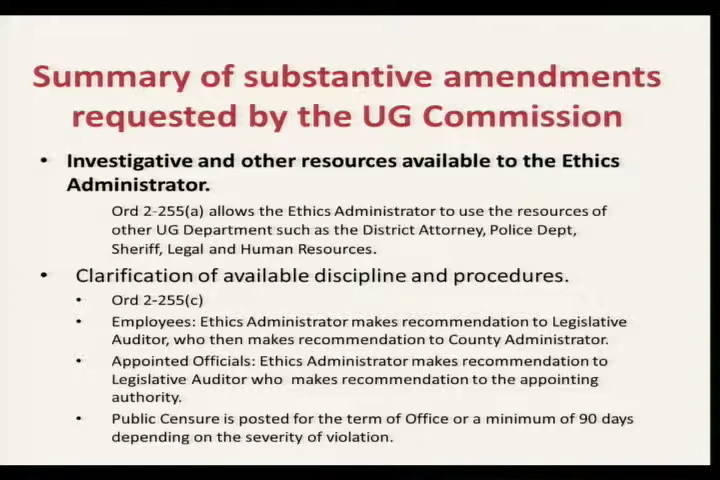 Summary of substantive amendments
requested by the UG Commission
• Investigative and other resources available to the Ethics
Administrator.
Ord 2-255(a) allows the Ethics Administrator to use the resources of
other UG Department such as the District Attorney, Police Dept,
Sheriff, Legal and Human Resources.
• Clarification of available discipline and procedures.
• Ord 2-255(c)
• Employees: Ethics Administrator makes recommendation to Legislative
Auditor, who then makes recommendation to County Administrator.
• Appointed Officials: Ethics Administrator makes recommendation to
Legislative Auditor who makes recommendation to the appointing
authority.
• Public Censure is posted for the term of Office or a minimum of 90 days
depending on the severity of violation.